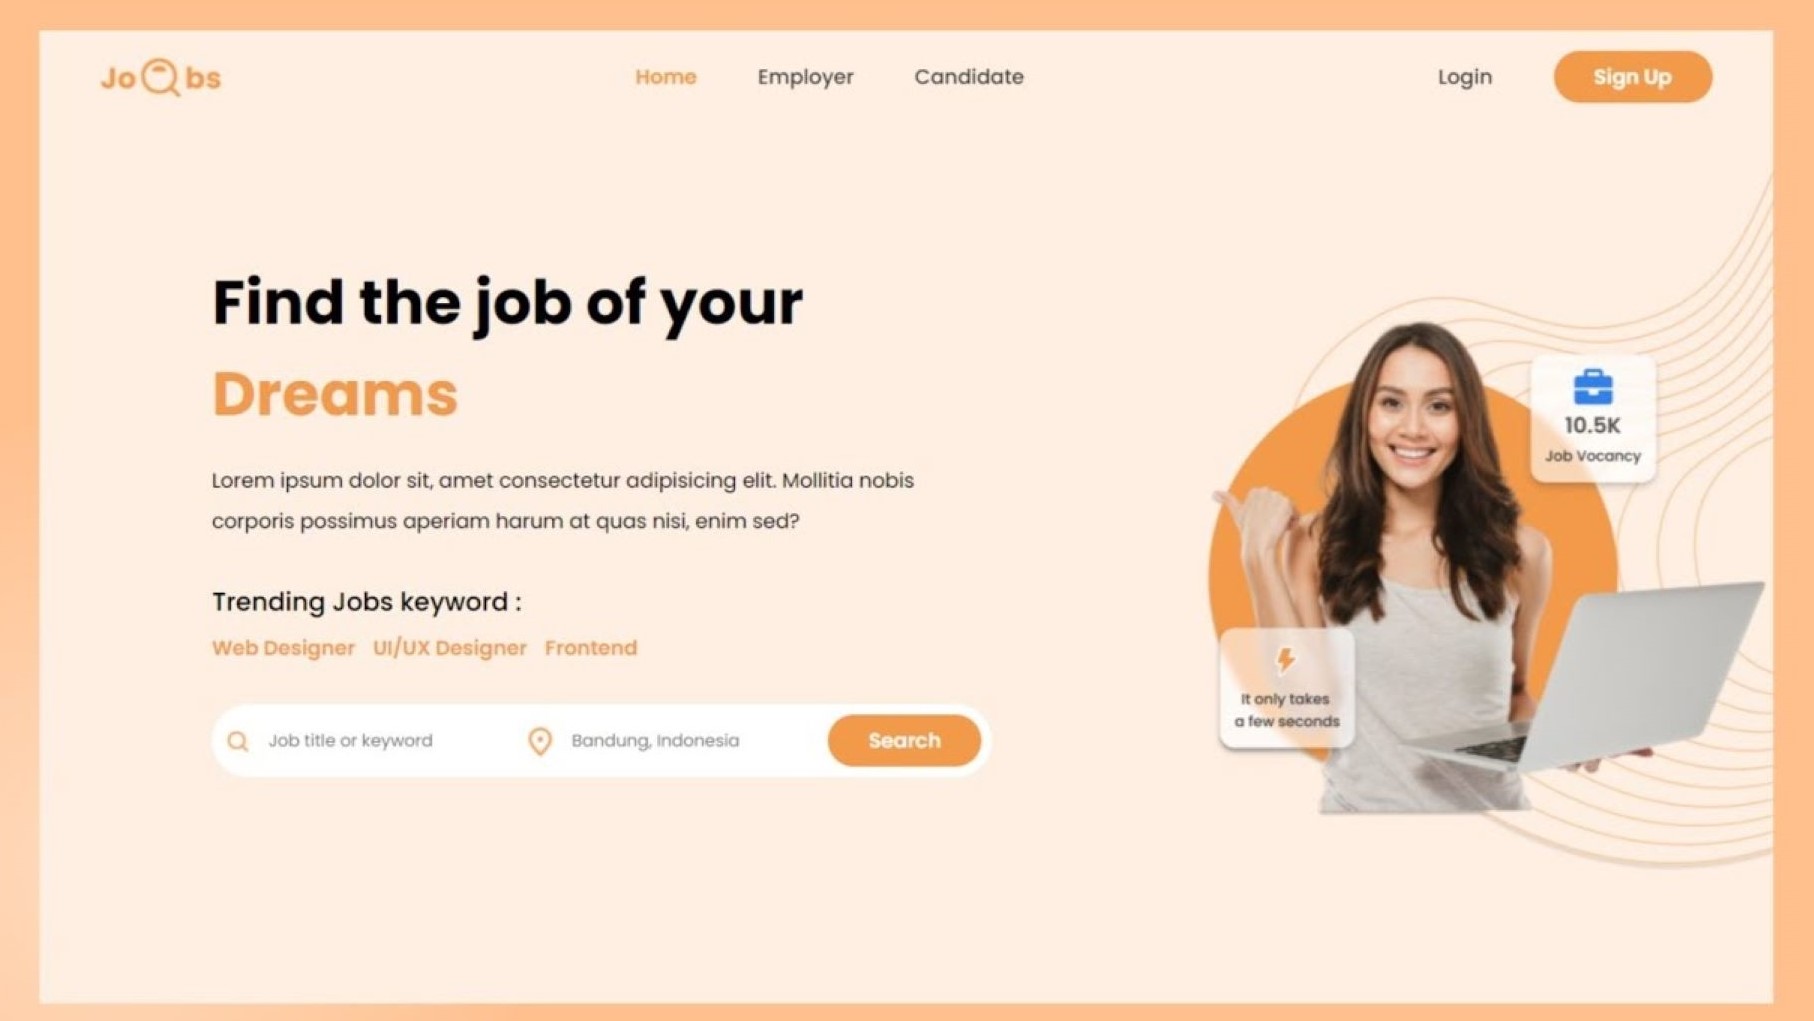 JoQbs
Home Employer Candidate
Login Sign Up
Find the job of your
Dreams
Lorem ipsum dolor sit, amet consectetur adipisicing elit. Mollitia nobis
corporis possimus aperiam harum at quas nisi, enim sed?
Trending Jobs keyword :
Web Designer UI/UX Designer Frontend
Job title or keyword Bandung, Indonesia Search
10.5K
Job Vocancy
It only takes
a few seconds